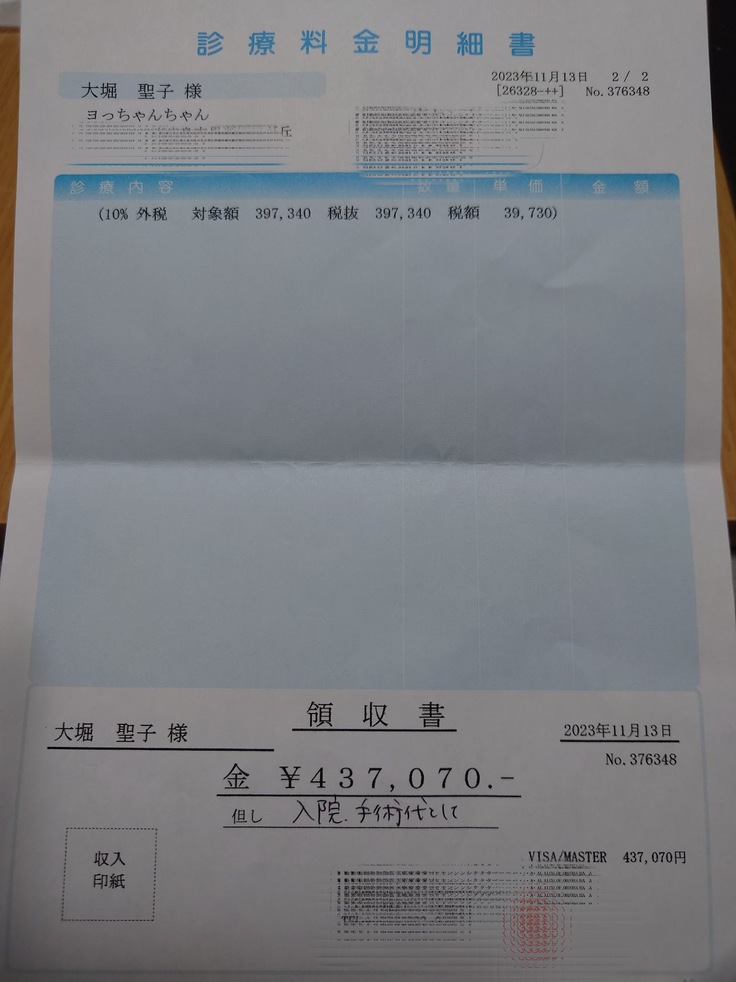 診療料金明細書
2023年11月13日 2/ 2
大堀 聖子 様
[26328-++] No. 376348
ヨっちゃんちゃん
丘
診療内容 数量 単価 金額
(10% 外税 対象額 397,340 税抜 397,340 税額 39,730)
領収書
大堀 聖子 様
2023年11月13日
No. 376348
金 ¥437,070.-
但し 入院.手術代として
VISA/MASTER 437,070円
収入
印紙